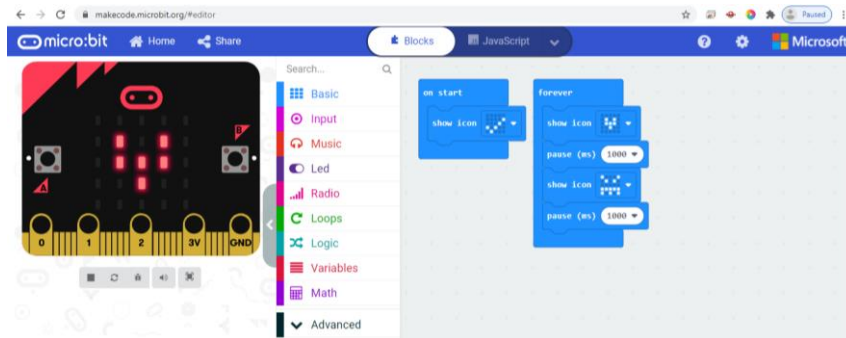 makecode.microbit.org/#editor
Paused
micro:bit Home Share Blocks JavaScript Microsoft
Search...
Basic
Input
Music
Led
Radio
Loops
Logic
Variables
Math
Advanced
B
A
0 1 2 3V GND
on start
show icon
forever
show icon
pause (ms) 1000
show icon
pause (ms) 1000